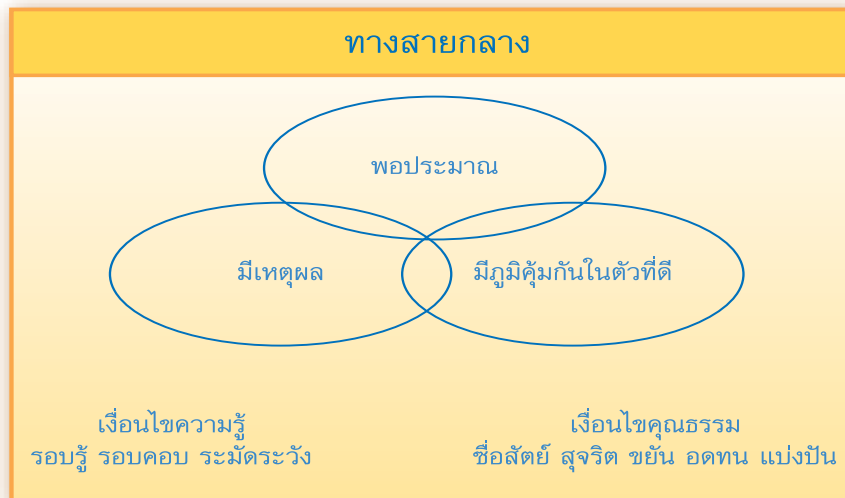 ทางสายกลาง
พอประมาณ
มีเหตุผล
มีภูมิคุ้มกันในตัวที่ดี
เงื่อนไขความรู้
รอบรู้ รอบคอบ ระมัดระวัง
เงื่อนไขคุณธรรม
ซื่อสัตย์ สุจริต ขยัน อดทน แบ่งปัน